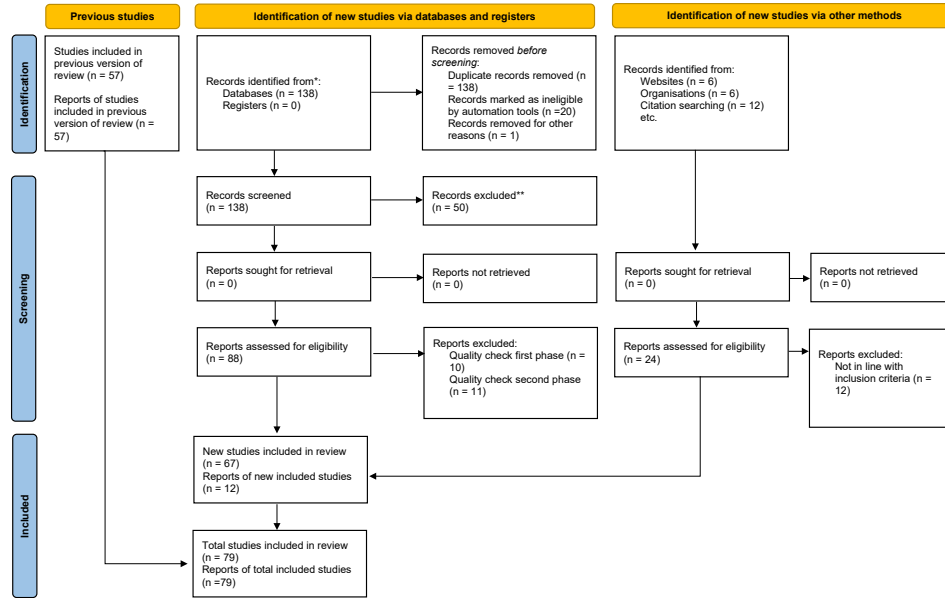 Previous studies
Identification of new studies via databases and registers
Identification of new studies via other methods
Identification
Studies included in
previous version of
review (n = 57)
Reports of studies
included in previous
version of review (n =
57)
Records identified from*:
Databases (n = 138)
Registers (n = 0)
Records removed before
screening:
Duplicate records removed (n
= 138)
Records marked as ineligible
by automation tools (n =20)
Records removed for other
reasons (n = 1)
Records identified from:
Websites (n = 6)
Organisations (n = 6)
Citation searching (n = 12)
etc.
Screening
Records screened
(n = 138)
Records excluded**
(n = 50)
Reports sought for retrieval
(n = 0)
Reports not retrieved
(n = 0)
Reports sought for retrieval
(n = 0)
Reports not retrieved
(n = 0)
Reports assessed for eligibility
(n = 88)
Reports excluded:
Quality check first phase (n =
10)
Quality check second phase
(n = 11)
Reports assessed for eligibility
(n = 24)
Reports excluded:
Not in line with
inclusion criteria (n =
12)
Included
New studies included in review
(n = 67)
Reports of new included studies
(n = 12)
Total studies included in review
(n = 79)
Reports of total included studies
(n =79)